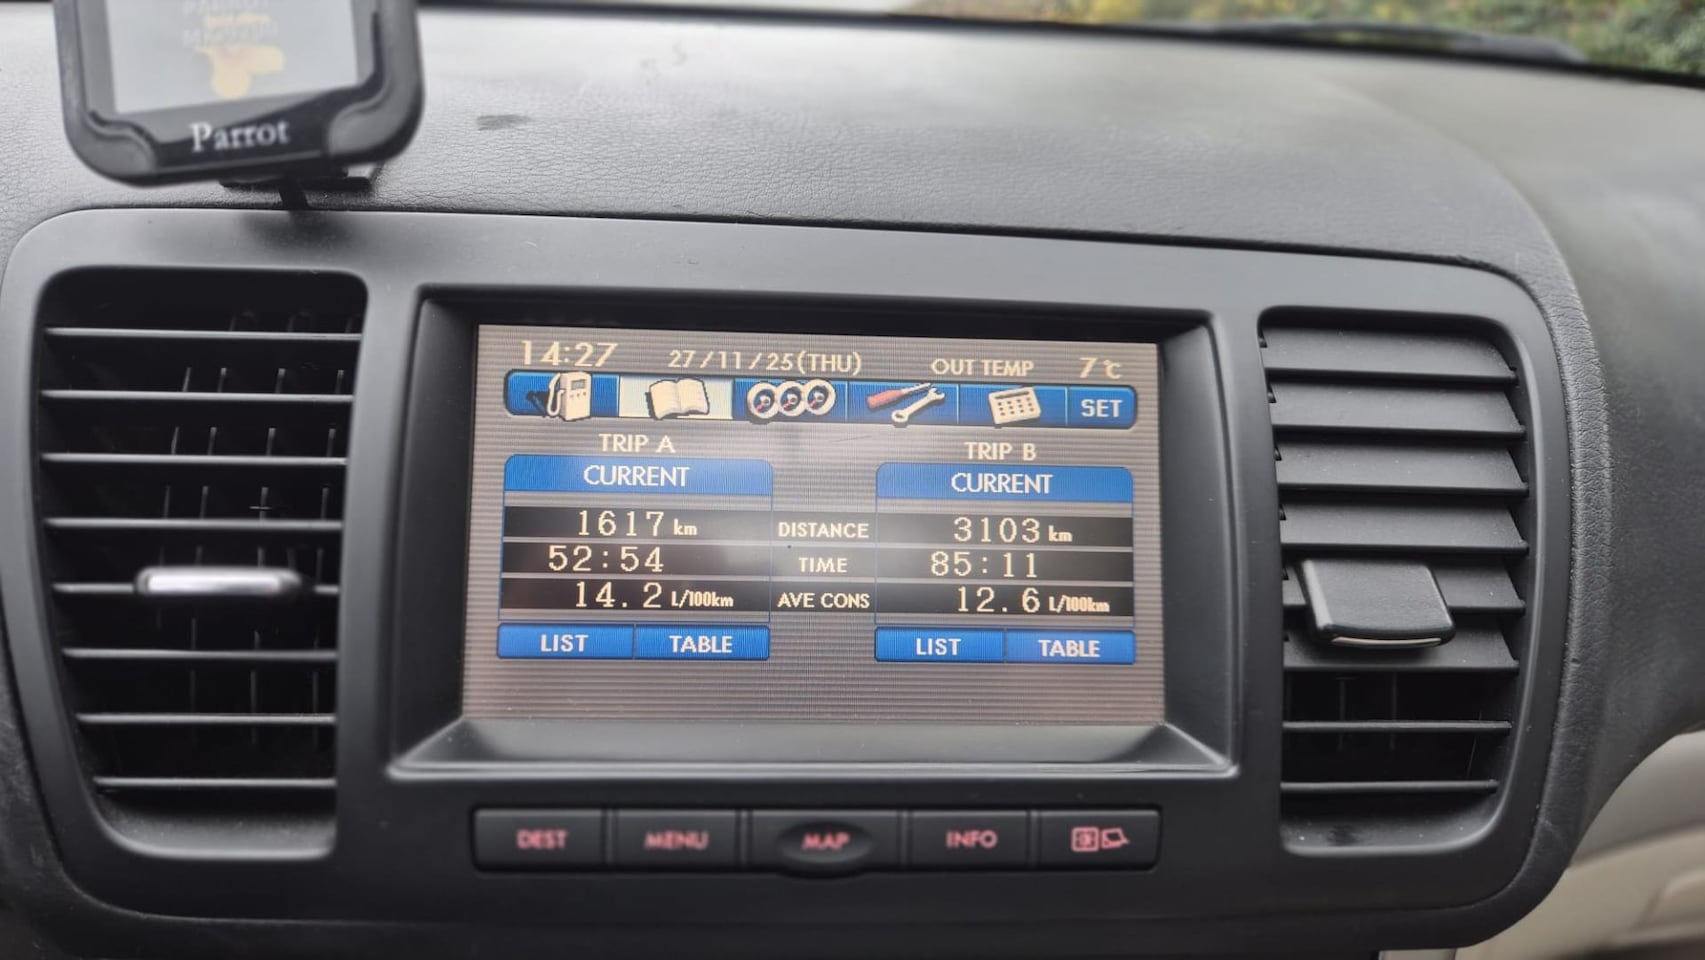 Parrot
14:27 27/11/25(THU) OUT TEMP 7℃
SET
TRIP A TRIP B
CURRENT CURRENT
1617 km DISTANCE 3103 km
52:54 TIME 85:11
14.2 L/100km AVE CONS 12.6 L/100km
LIST TABLE LIST TABLE
DEST MENU MAP INFO